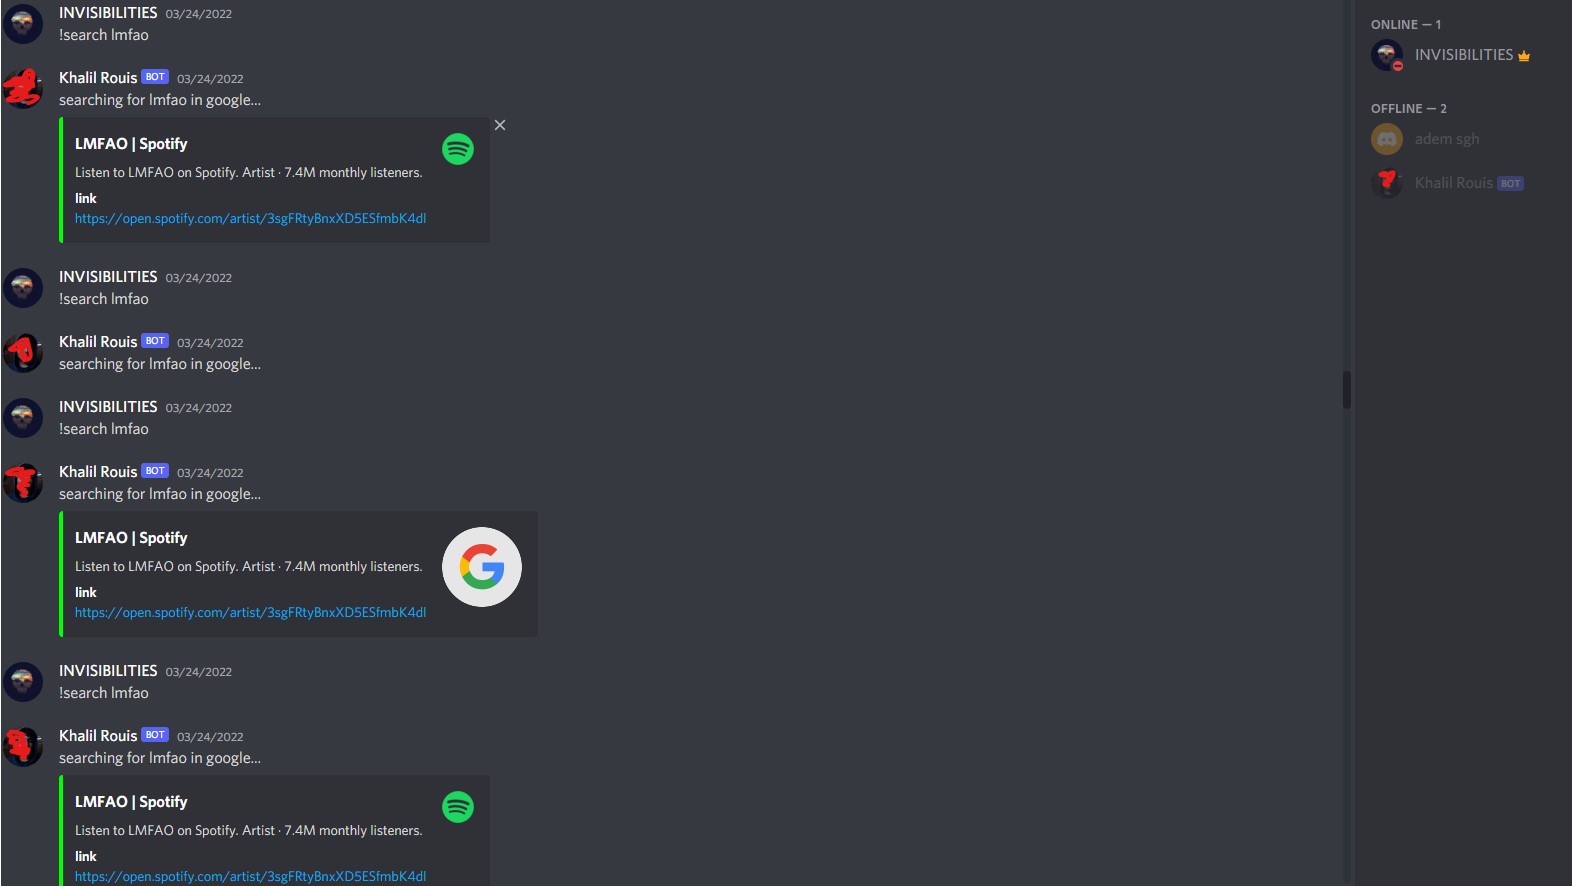 INVISIBILITIES 03/24/2022
!search lmfao
Khalil Rouis BOT 03/24/2022
searching for lmfao in google...
LMFAO | Spotify
Listen to LMFAO on Spotify. Artist · 7.4M monthly listeners.
link
https://open.spotify.com/artist/3sgFRtyBnxXD5ESfmbK4dl
INVISIBILITIES 03/24/2022
!search lmfao
Khalil Rouis BOT 03/24/2022
searching for lmfao in google...
INVISIBILITIES 03/24/2022
!search lmfao
Khalil Rouis BOT 03/24/2022
searching for lmfao in google...
LMFAO | Spotify
Listen to LMFAO on Spotify. Artist · 7.4M monthly listeners.
link
https://open.spotify.com/artist/3sgFRtyBnxXD5ESfmbK4dl
INVISIBILITIES 03/24/2022
!search lmfao
Khalil Rouis BOT 03/24/2022
searching for lmfao in google...
LMFAO | Spotify
Listen to LMFAO on Spotify. Artist · 7.4M monthly listeners.
link
https://open.spotify.com/artist/3sgFRtyBnxXD5ESfmbK4dl
ONLINE — 1
INVISIBILITIES
OFFLINE — 2
adem sgh
Khalil Rouis BOT